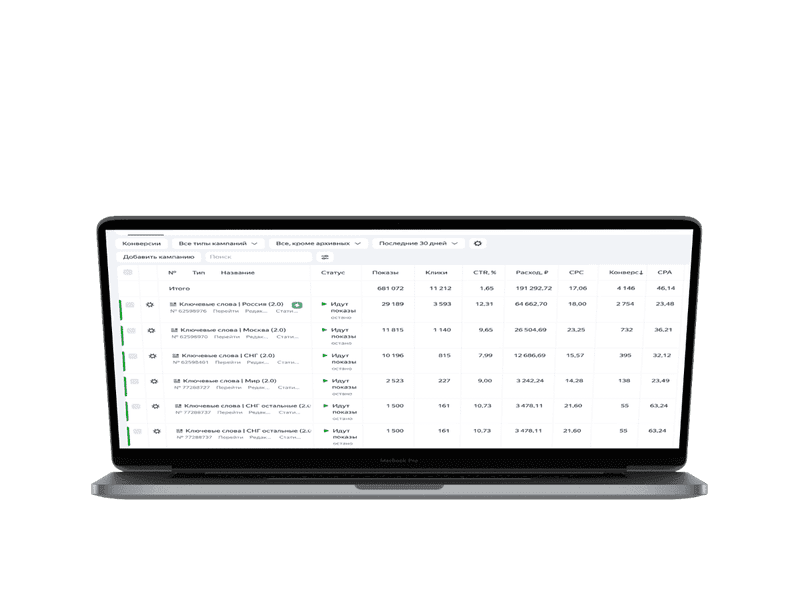 Конверсии Все типы кампаний Все, кроме архивных Последние 30 дней
Добавить кампанию Поиск
№ Тип Название Статус Показы Клики CTR, % Расход, ₽ CPC Конверс↓ CPA
Итого 681 072 11 212 1,65 191 292,72 17,06 4 146 46,14
Ключевые слова | Россия (2.0) Идут показы 29 189 3 593 12,31 64 662,70 18,00 2 754 23,48
№ 62598976 Перейти Редак... Стати... остано
Ключевые слова | Москва (2.0) Идут показы 11 815 1 140 9,65 26 504,69 23,25 732 36,21
№ 62596970 Перейти Редак... Стати... остано
Ключевые слова | СНГ (2.0) Идут показы 10 196 815 7,99 12 686,69 15,57 395 32,12
Перейти Редак... Стати... остано
Ключевые слова | Мир (2.0) Идут показы 2 523 227 9,00 3 242,24 14,28 138 23,49
№ 77288727 Перейти Редак... Стати... остано
Ключевые слова | СНГ остальные (2.0 Идут показы 1 500 161 10,73 3 478,11 21,60 55 63,24
№ 77288737 Перейти Редак... Стати... остано
Ключевые слова | СНГ остальные (2.0 Идут показы 1 500 161 10,73 3 478,11 21,60 55 63,24
№ 77288737 Перейти Редак... Стати... остано
MacBook Pro